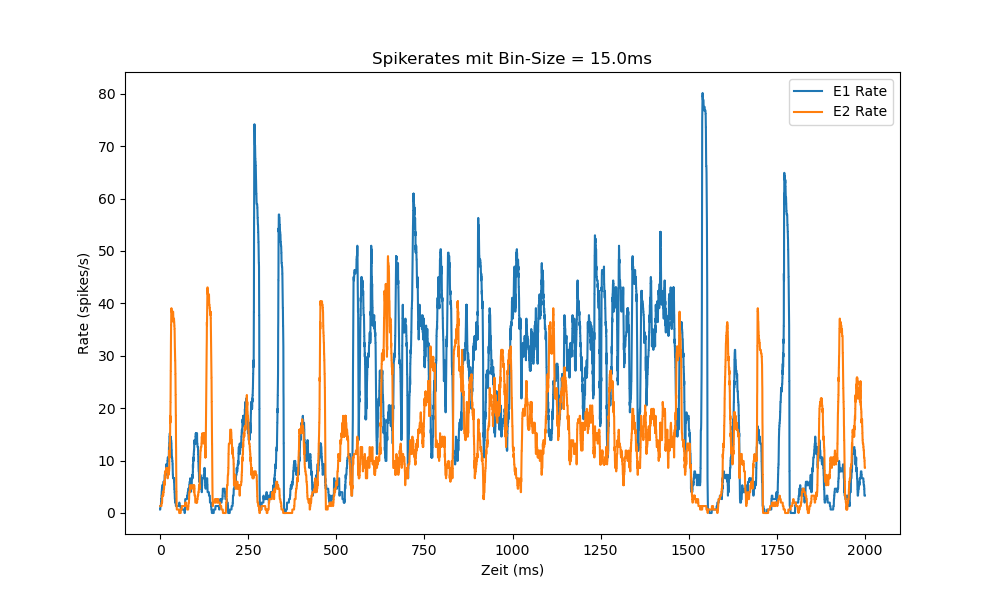 Spikerates mit Bin-Size = 15.0ms
E1 Rate
E2 Rate
Rate (spikes/s)
80
70
60
50
40
30
20
10
0
0 250 500 750 1000 1250 1500 1750 2000
Zeit (ms)